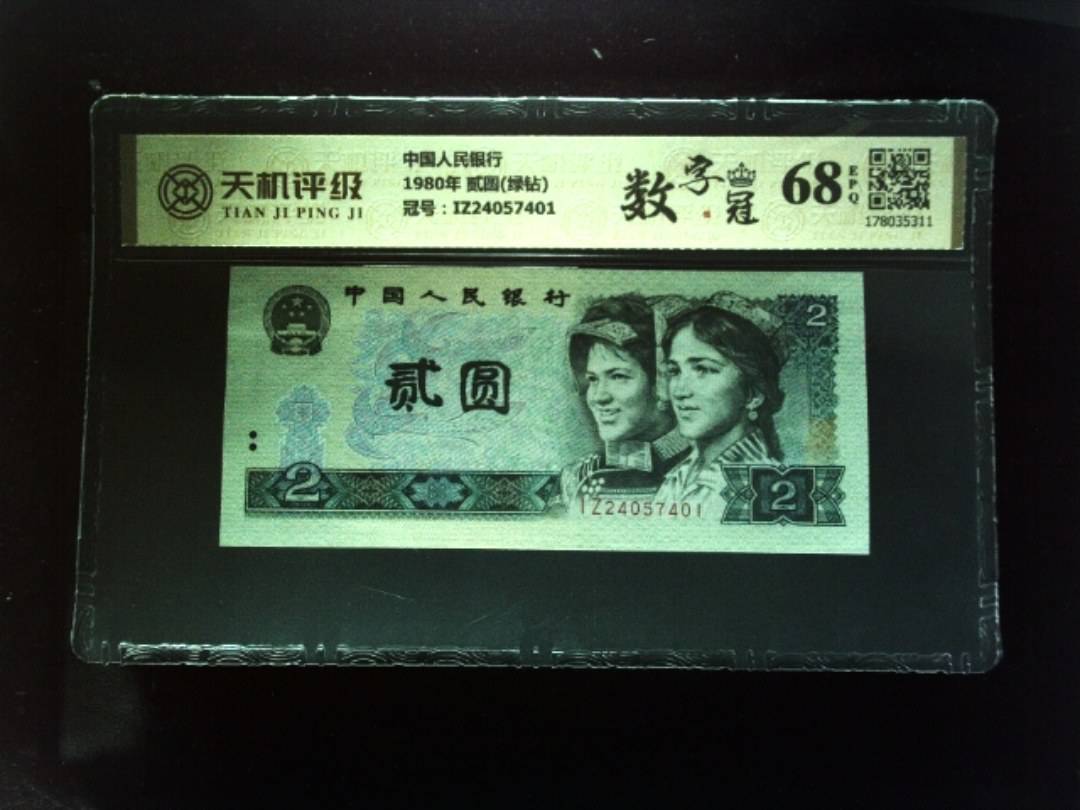 天机评级
TIAN JI PING JI
中国人民银行
1980年 贰圆(绿钻)
冠号：IZ24057401
数字冠
68
EPQ
178035311
中国人民银行
贰圆
2
2
2
IZ24057401